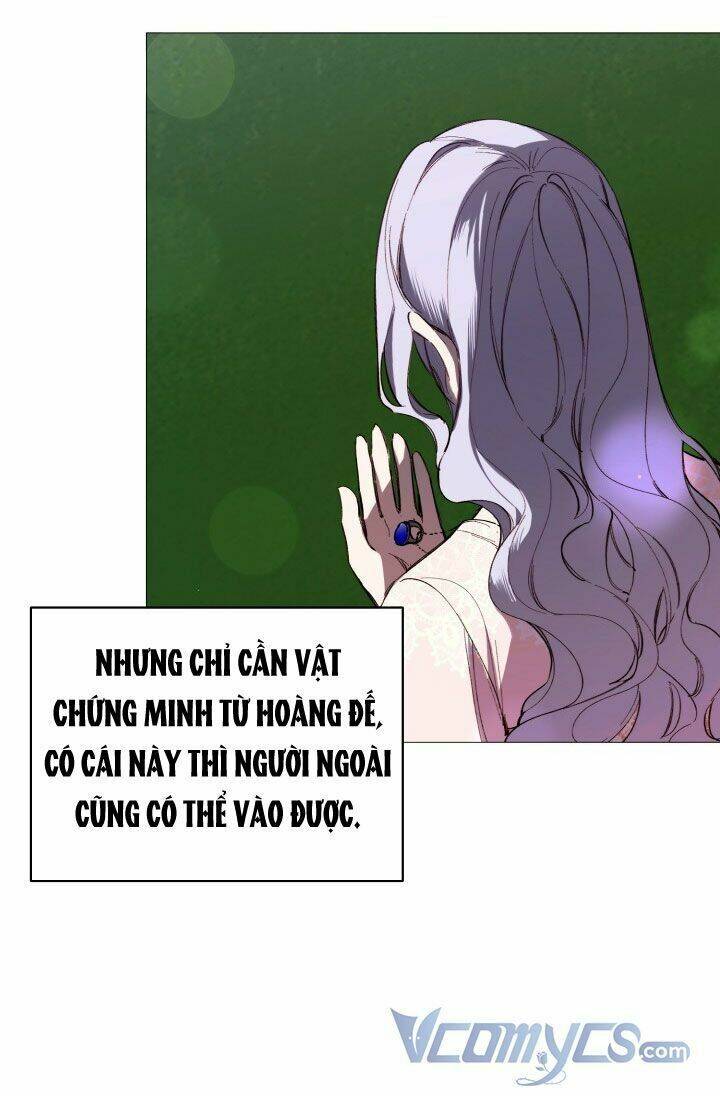 NHƯNG CHỈ CẦN VẬT
CHỨNG MINH TỪ HOÀNG ĐẾ,
CÓ CÁI NÀY THÌ NGƯỜI NGOÀI
CŨNG CÓ THỂ VÀO ĐƯỢC.
VCOMYCS.com